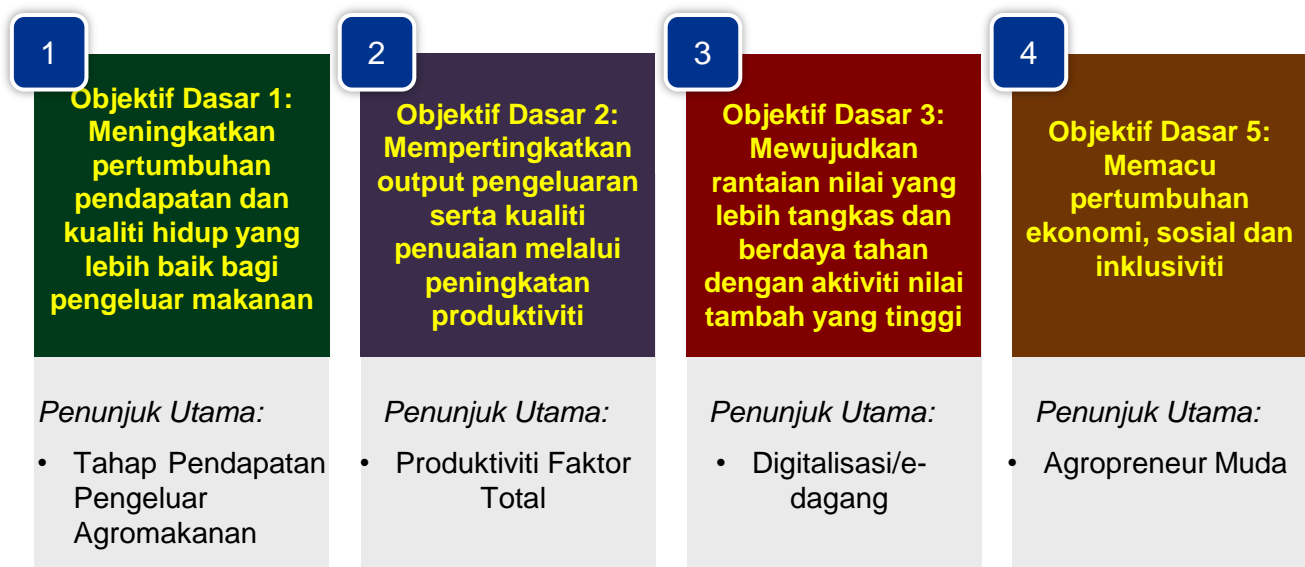 1
Objektif Dasar 1:
Meningkatkan
pertumbuhan
pendapatan dan
kualiti hidup yang
lebih baik bagi
pengeluar makanan
Penunjuk Utama:
• Tahap Pendapatan
Pengeluar
Agromakanan
2
Objektif Dasar 2:
Mempertingkatkan
output pengeluaran
serta kualiti
penuaian melalui
peningkatan
produktiviti
Penunjuk Utama:
• Produktiviti Faktor
Total
3
Objektif Dasar 3:
Mewujudkan
rantaian nilai yang
lebih tangkas dan
berdaya tahan
dengan aktiviti nilai
tambah yang tinggi
Penunjuk Utama:
• Digitalisasi/e-
dagang
4
Objektif Dasar 5:
Memacu
pertumbuhan
ekonomi, sosial dan
inklusiviti
Penunjuk Utama:
• Agropreneur Muda